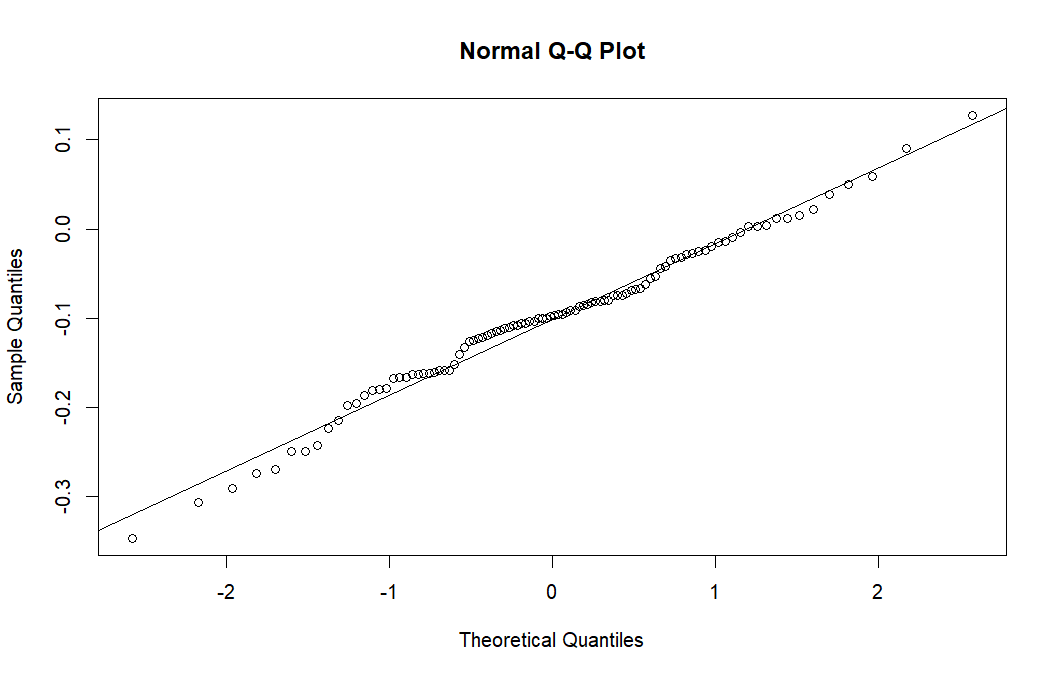 Normal Q-Q Plot
0.1
0.0
-0.1
-0.2
-0.3
Sample Quantiles
-2 -1 0 1 2
Theoretical Quantiles